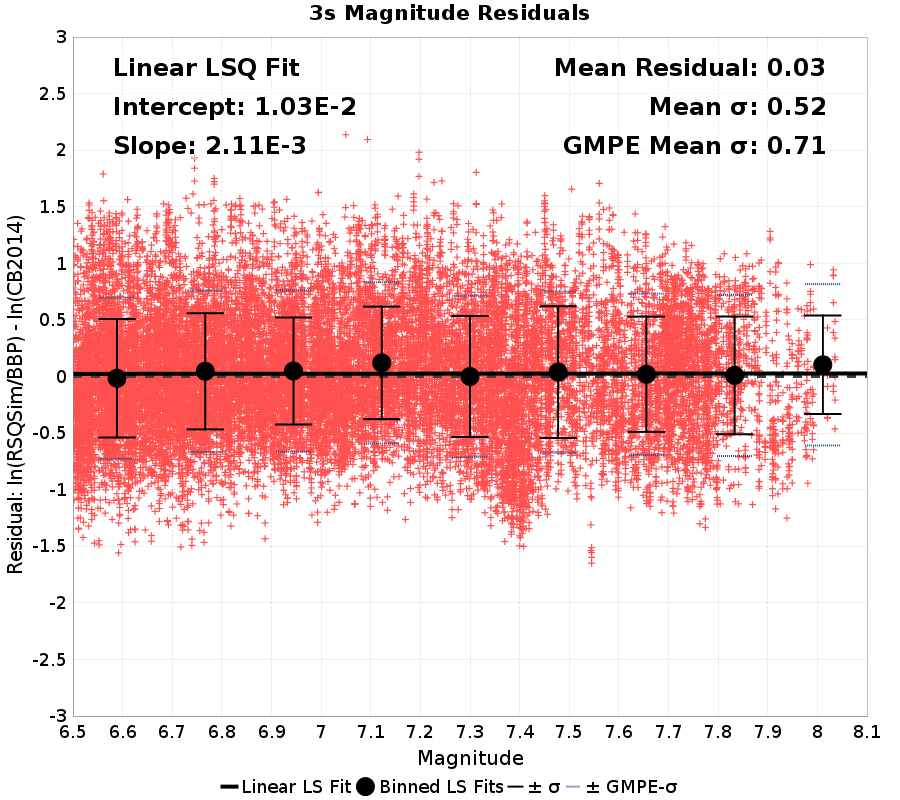 3s Magnitude Residuals
Linear LSQ Fit
Intercept: 1.03E-2
Slope: 2.11E-3
Mean Residual: 0.03
Mean σ: 0.52
GMPE Mean σ: 0.71
Residual: ln(RSQSim/BBP) - ln(CB2014)
3
2.5
2
1.5
1
0.5
0
-0.5
-1
-1.5
-2
-2.5
-3
6.5 6.6 6.7 6.8 6.9 7 7.1 7.2 7.3 7.4 7.5 7.6 7.7 7.8 7.9 8 8.1
Magnitude
Linear LS Fit Binned LS Fits ± σ ± GMPE-σ